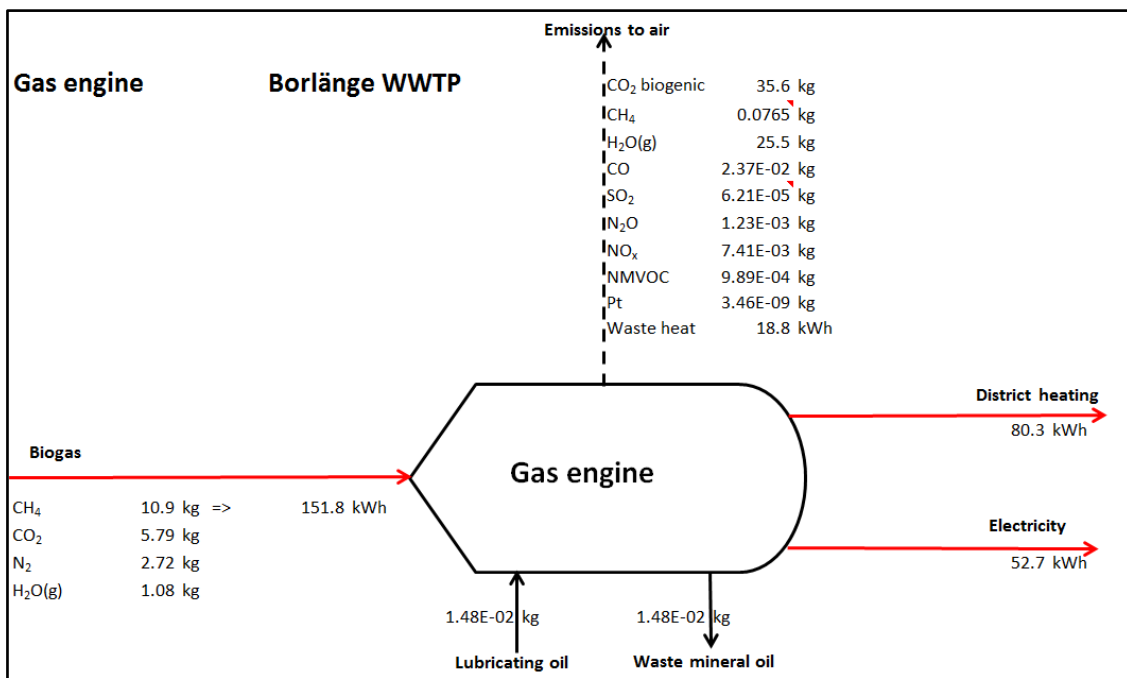 Emissions to air
Gas engine Borlänge WWTP
CO₂ biogenic 35.6 kg
CH₄ 0.0765 kg
H₂O(g) 25.5 kg
CO 2.37E-02 kg
SO₂ 6.21E-05 kg
N₂O 1.23E-03 kg
NOₓ 7.41E-03 kg
NMVOC 9.89E-04 kg
Pt 3.46E-09 kg
Waste heat 18.8 kWh
District heating
80.3 kWh
Biogas
Gas engine
CH₄ 10.9 kg => 151.8 kWh
CO₂ 5.79 kg
N₂ 2.72 kg
H₂O(g) 1.08 kg
Electricity
52.7 kWh
1.48E-02 kg 1.48E-02 kg
Lubricating oil Waste mineral oil